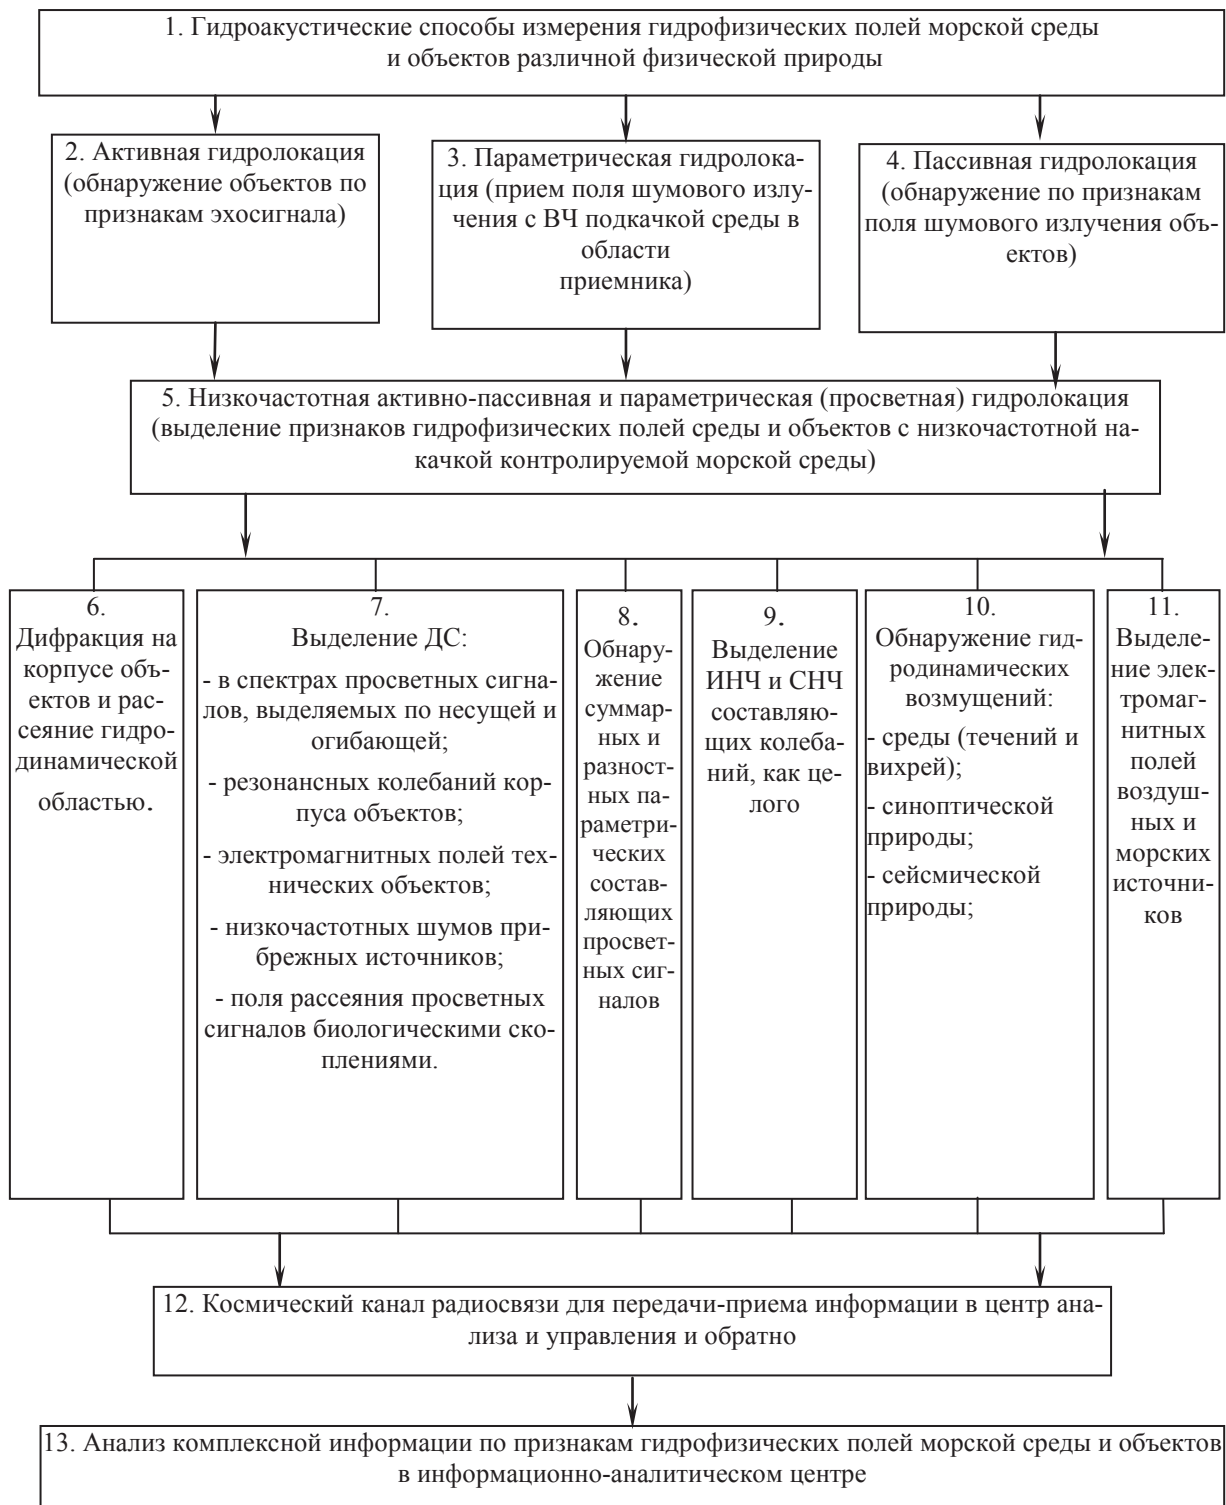 1. Гидроакустические способы измерения гидрофизических полей морской среды
и объектов различной физической природы
2. Активная гидролокация
(обнаружение объектов по
признакам эхосигнала)
3. Параметрическая гидролока-
ция (прием поля шумового излу-
чения с ВЧ подкачкой среды в
области
приемника)
4. Пассивная гидролокация
(обнаружение по признакам
поля шумового излучения объ-
ектов)
5. Низкочастотная активно-пассивная и параметрическая (просветная) гидролокация
(выделение признаков гидрофизических полей среды и объектов с низкочастотной на-
качкой контролируемой морской среды)
6.
Дифракция на
корпусе объ-
ектов и рас-
сеяние гидро-
динамической
областью.
7.
Выделение ДС:
- в спектрах просветных сигна-
лов, выделяемых по несущей и
огибающей;
- резонансных колебаний кор-
пуса объектов;
- электромагнитных полей тех-
нических объектов;
- низкочастотных шумов при-
брежных источников;
- поля рассеяния просветных
сигналов биологическими ско-
плениями.
8.
Обнару-
жение
суммар-
ных и
разност-
ных па-
раметри-
ческих
состав-
ляющих
просвет-
ных сиг-
налов
9.
Выделение
ИНЧ и СНЧ
составляю-
щих колеба-
ний, как це-
лого
10.
Обнаружение гид-
родинамических
возмущений:
- среды (течений и
вихрей);
- синоптической
природы;
- сейсмической
природы;
11.
Выделе-
ние элек-
тромаг-
нитных
полей
воздуш-
ных и
морских
источни-
ков
12. Космический канал радиосвязи для передачи-приема информации в центр ана-
лиза и управления и обратно
13. Анализ комплексной информации по признакам гидрофизических полей морской среды и объектов
в информационно-аналитическом центре